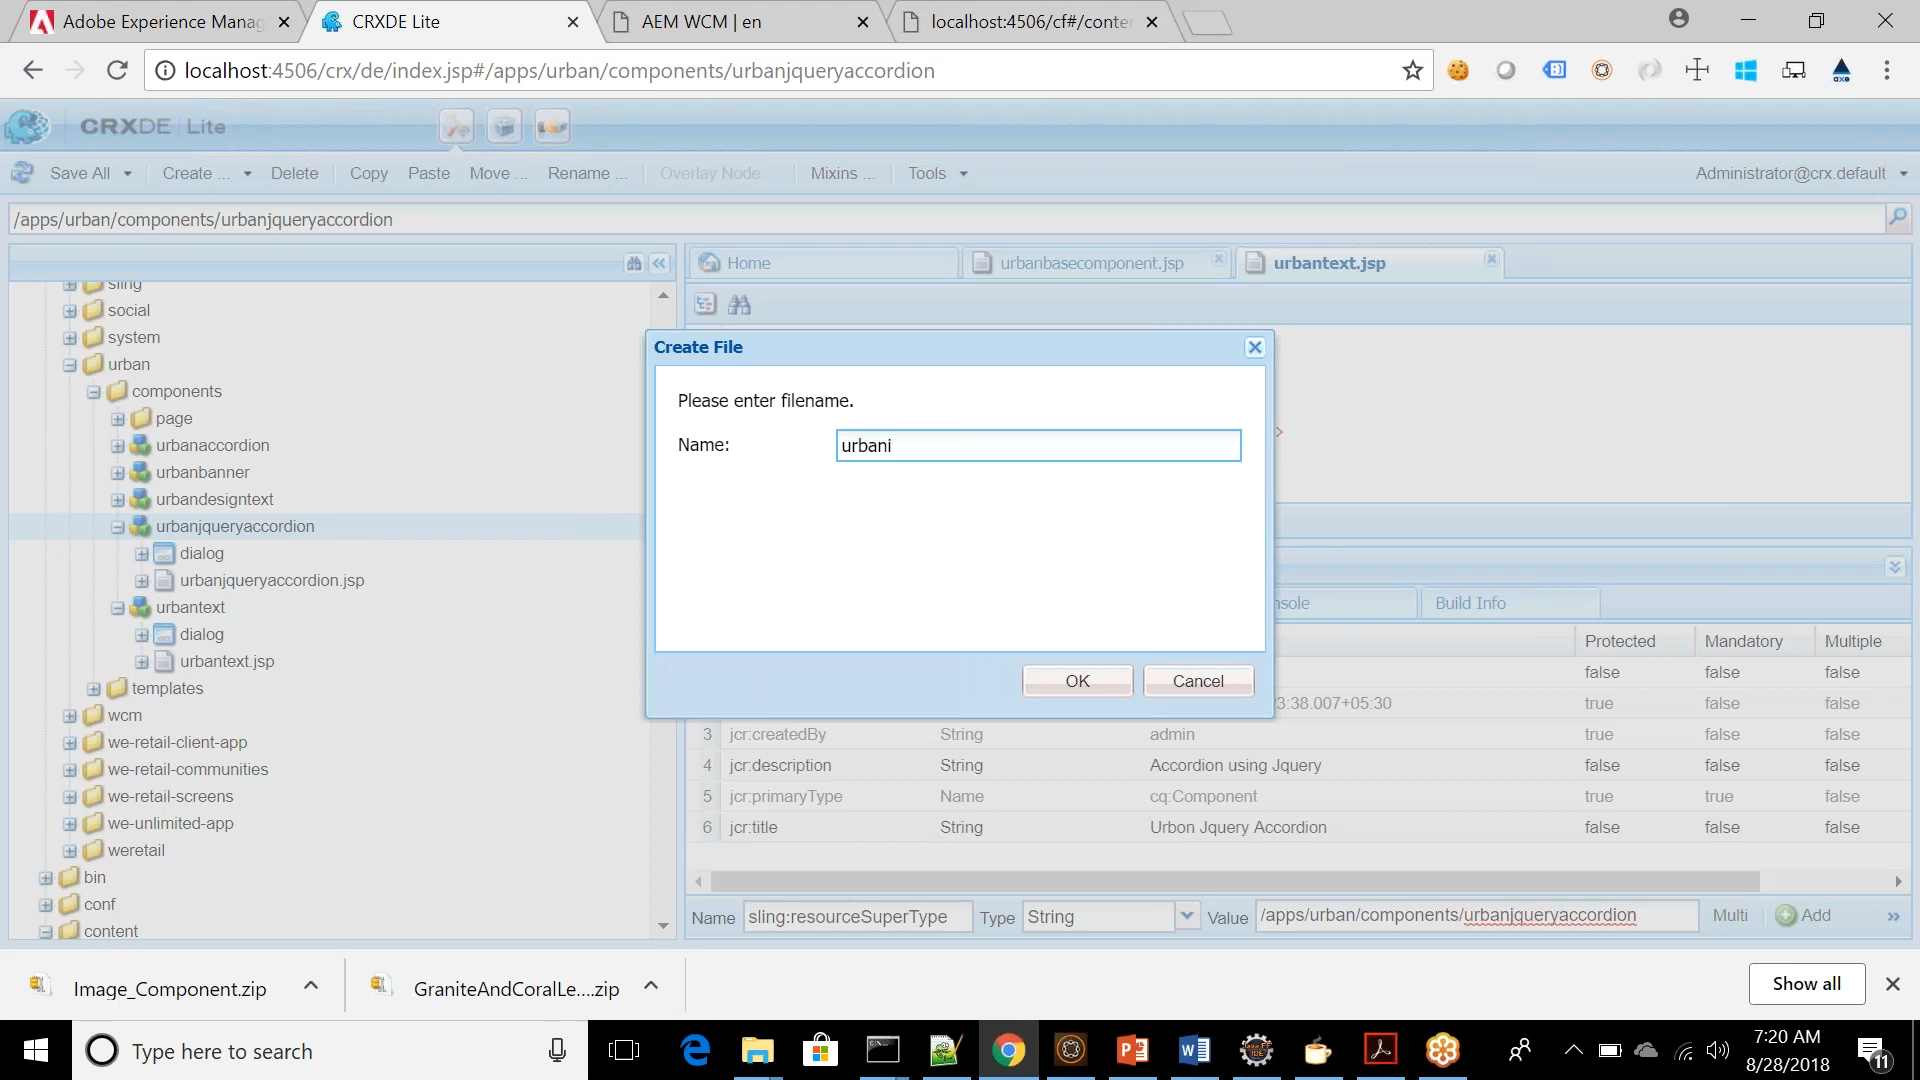 Adobe Experience Manag
CRXDE Lite
AEM WCM | en
localhost:4506/cf#/conter
localhost:4506/crx/de/index.jsp#/apps/urban/components/urbanjqueryaccordion
CRXDE | Lite
Save All
Create ...
Delete
Copy
Paste
Move ...
Rename ...
Overlay Node ...
Mixins ...
Tools
Administrator@crx.default
/apps/urban/components/urbanjqueryaccordion
Home
urbanbasecomponent.jsp
urbantext.jsp
sling
social
system
urban
components
page
urbanaccordion
urbanbanner
urbandesigntext
urbanjqueryaccordion
dialog
urbanjqueryaccordion.jsp
urbantext
dialog
urbantext.jsp
templates
wcm
we-retail-client-app
we-retail-communities
we-retail-screens
we-unlimited-app
weretail
bin
conf
content
Create File
Please enter filename.
Name: urbani
OK
Cancel
>
nsole
Build Info
Protected Mandatory Multiple
false false false
3:38.007+05:30 true false false
3 jcr:createdBy String admin true false false
4 jcr:description String Accordion using Jquery false false false
5 jcr:primaryType Name cq:Component true true false
6 jcr:title String Urbon Jquery Accordion false false false
Name sling:resourceSuperType Type String Value /apps/urban/components/urbanjqueryaccordion Multi Add »
Image_Component.zip
GraniteAndCoralLe....zip
Show all
Type here to search
7:20 AM
8/28/2018
11